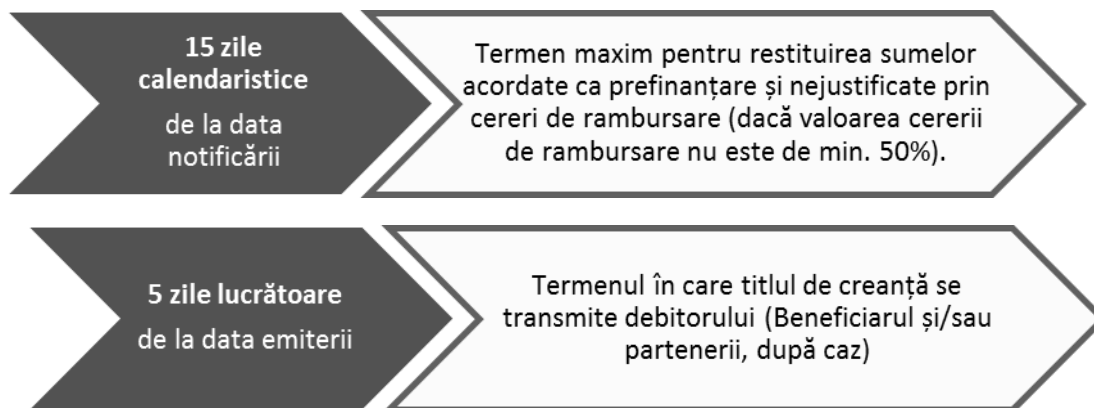 15 zile
calendaristice
de la data
notificării
Termen maxim pentru restituirea sumelor
acordate ca prefinanțare și nejustificate prin
cereri de rambursare (dacă valoarea cererii
de rambursare nu este de min. 50%).
5 zile lucrătoare
de la data emiterii
Termenul în care titlul de creanță se
transmite debitorului (Beneficiarul și/sau
partenerii, după caz)